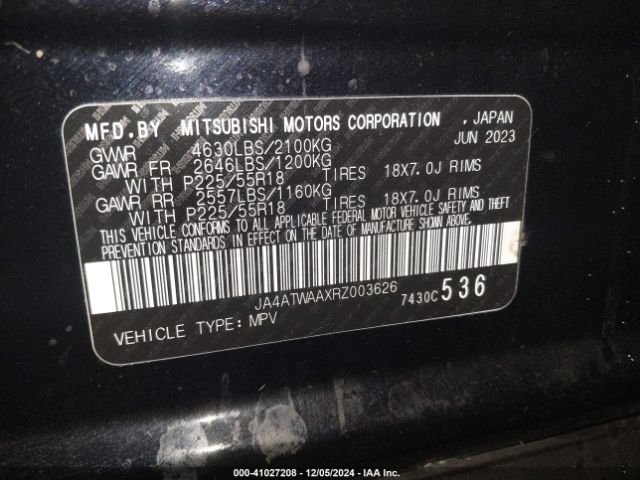 MFD.BY MITSUBISHI MOTORS CORPORATION , JAPAN
GVWR 4630LBS/2100KG JUN 2023
GAWR FR 2646LBS/1200KG
WITH P225/55R18 TIRES 18X7.0J RIMS
GAWR RR 2557LBS/1160KG
WITH P225/55R18 TIRES 18X7.0J RIMS
THIS VEHICLE CONFORMS TO ALL APPLICABLE FEDERAL MOTOR VEHICLE SAFETY AND THEFT
PREVENTION STANDARDS IN EFFECT ON THE DATE OF MANUFACTURE SHOWN ABOVE.
JA4ATWAAXRZ003626
7430C 536
VEHICLE TYPE: MPV
000-41027208 — 12/05/2024 — IAA Inc.